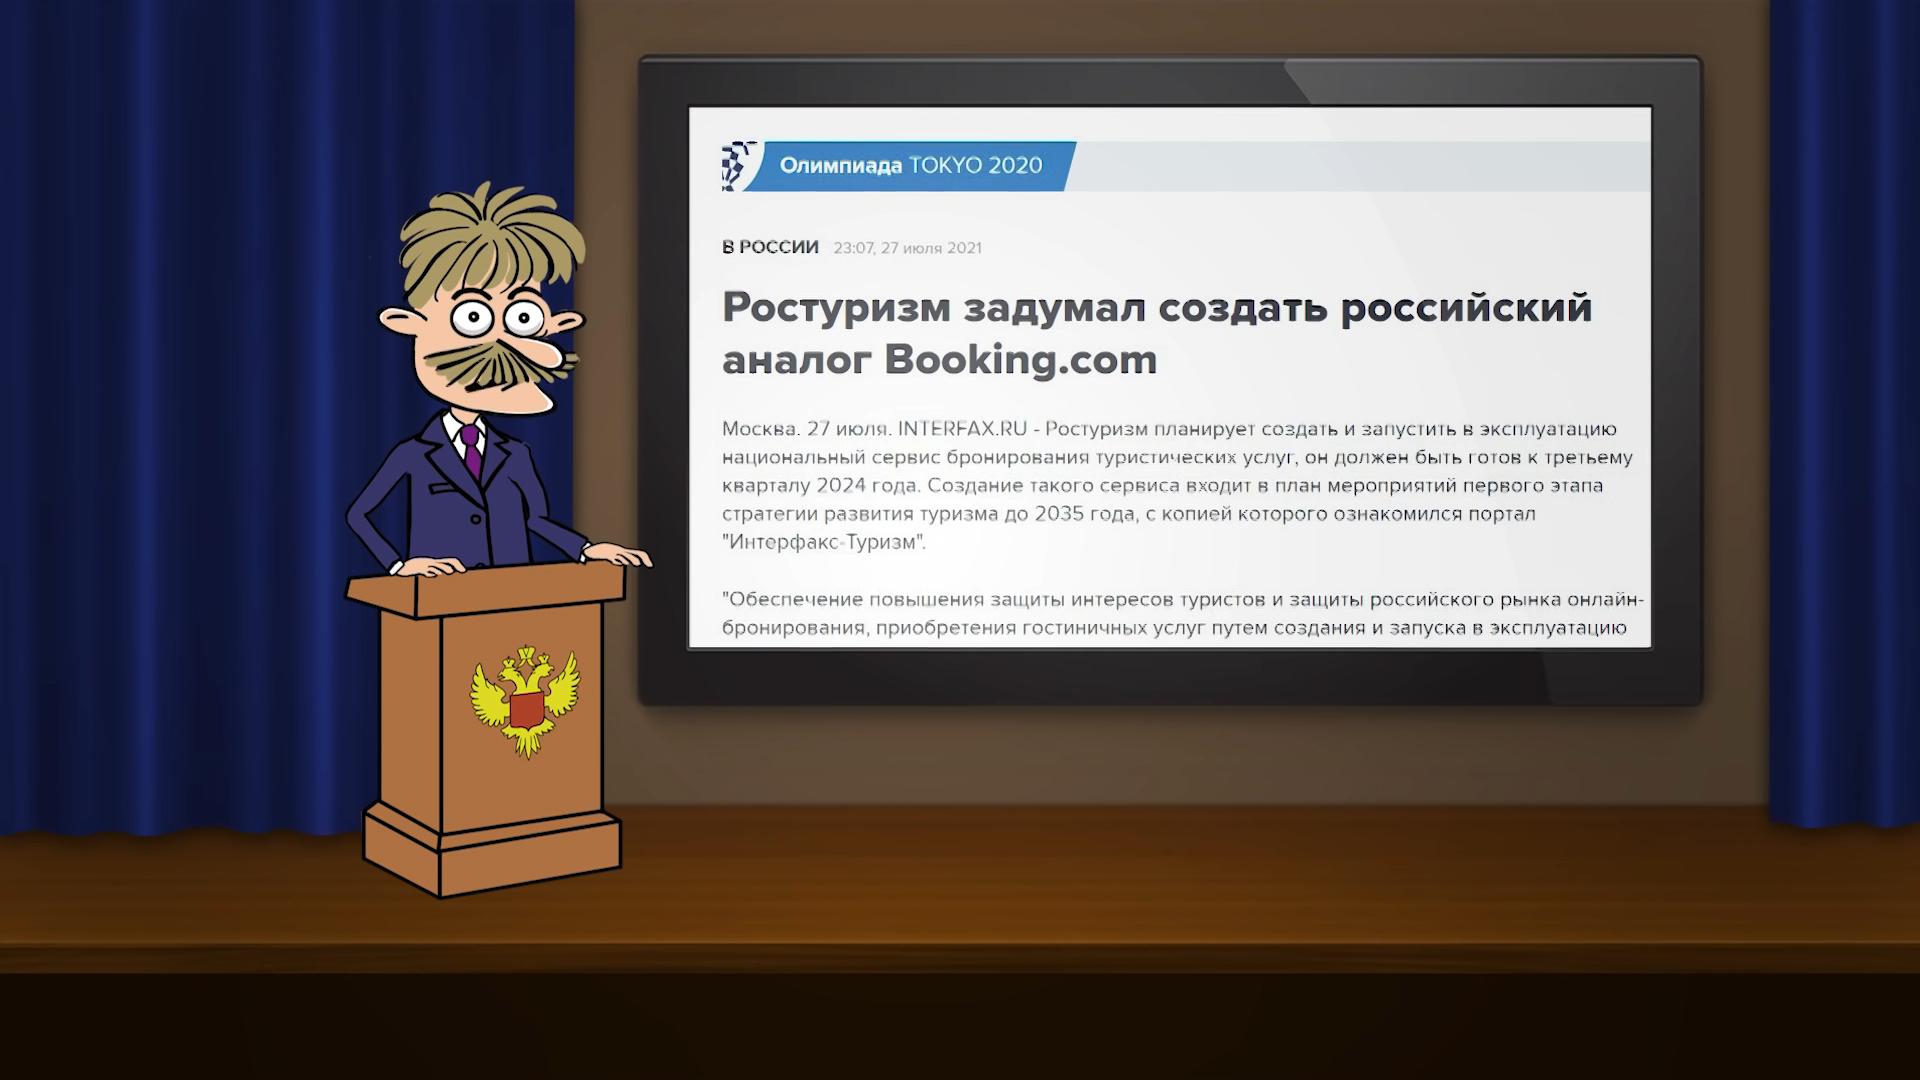 Олимпиада TOKYO 2020
В РОССИИ 23:07, 27 июля 2021
Ростуризм задумал создать российский
аналог Booking.com
Москва. 27 июля. INTERFAX.RU - Ростуризм планирует создать и запустить в эксплуатацию
национальный сервис бронирования туристических услуг, он должен быть готов к третьему
кварталу 2024 года. Создание такого сервиса входит в план мероприятий первого этапа
стратегии развития туризма до 2035 года, с копией которого ознакомился портал
"Интерфакс-Туризм".
"Обеспечение повышения защиты интересов туристов и защиты российского рынка онлайн-
бронирования, приобретения гостиничных услуг путем создания и запуска в эксплуатацию